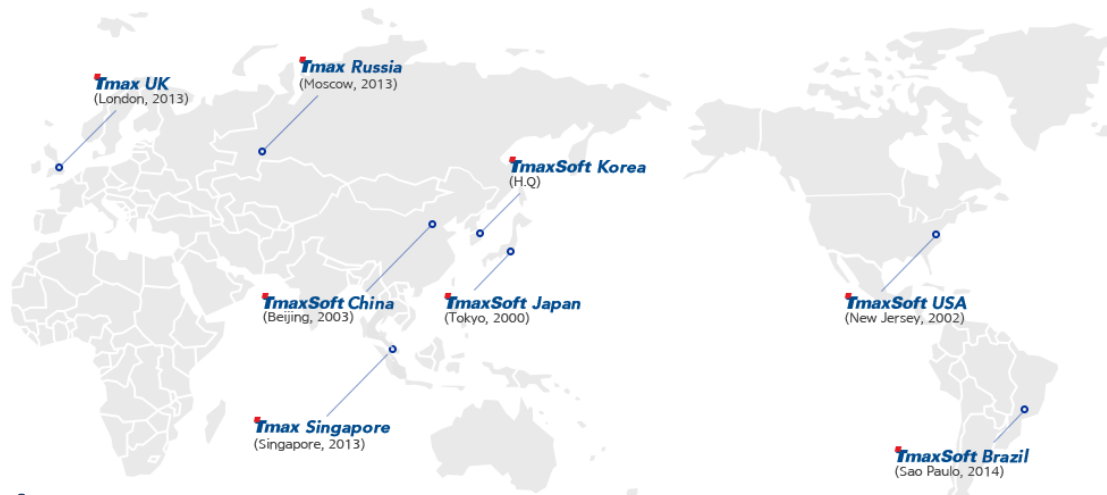 Tmax Russia
(Moscow, 2013)
Tmax UK
(London, 2013)
TmaxSoft Korea
(H.Q)
TmaxSoft China
(Beijing, 2003)
TmaxSoft Japan
(Tokyo, 2000)
TmaxSoft USA
(New Jersey, 2002)
Tmax Singapore
(Singapore, 2013)
TmaxSoft Brazil
(Sao Paulo, 2014)